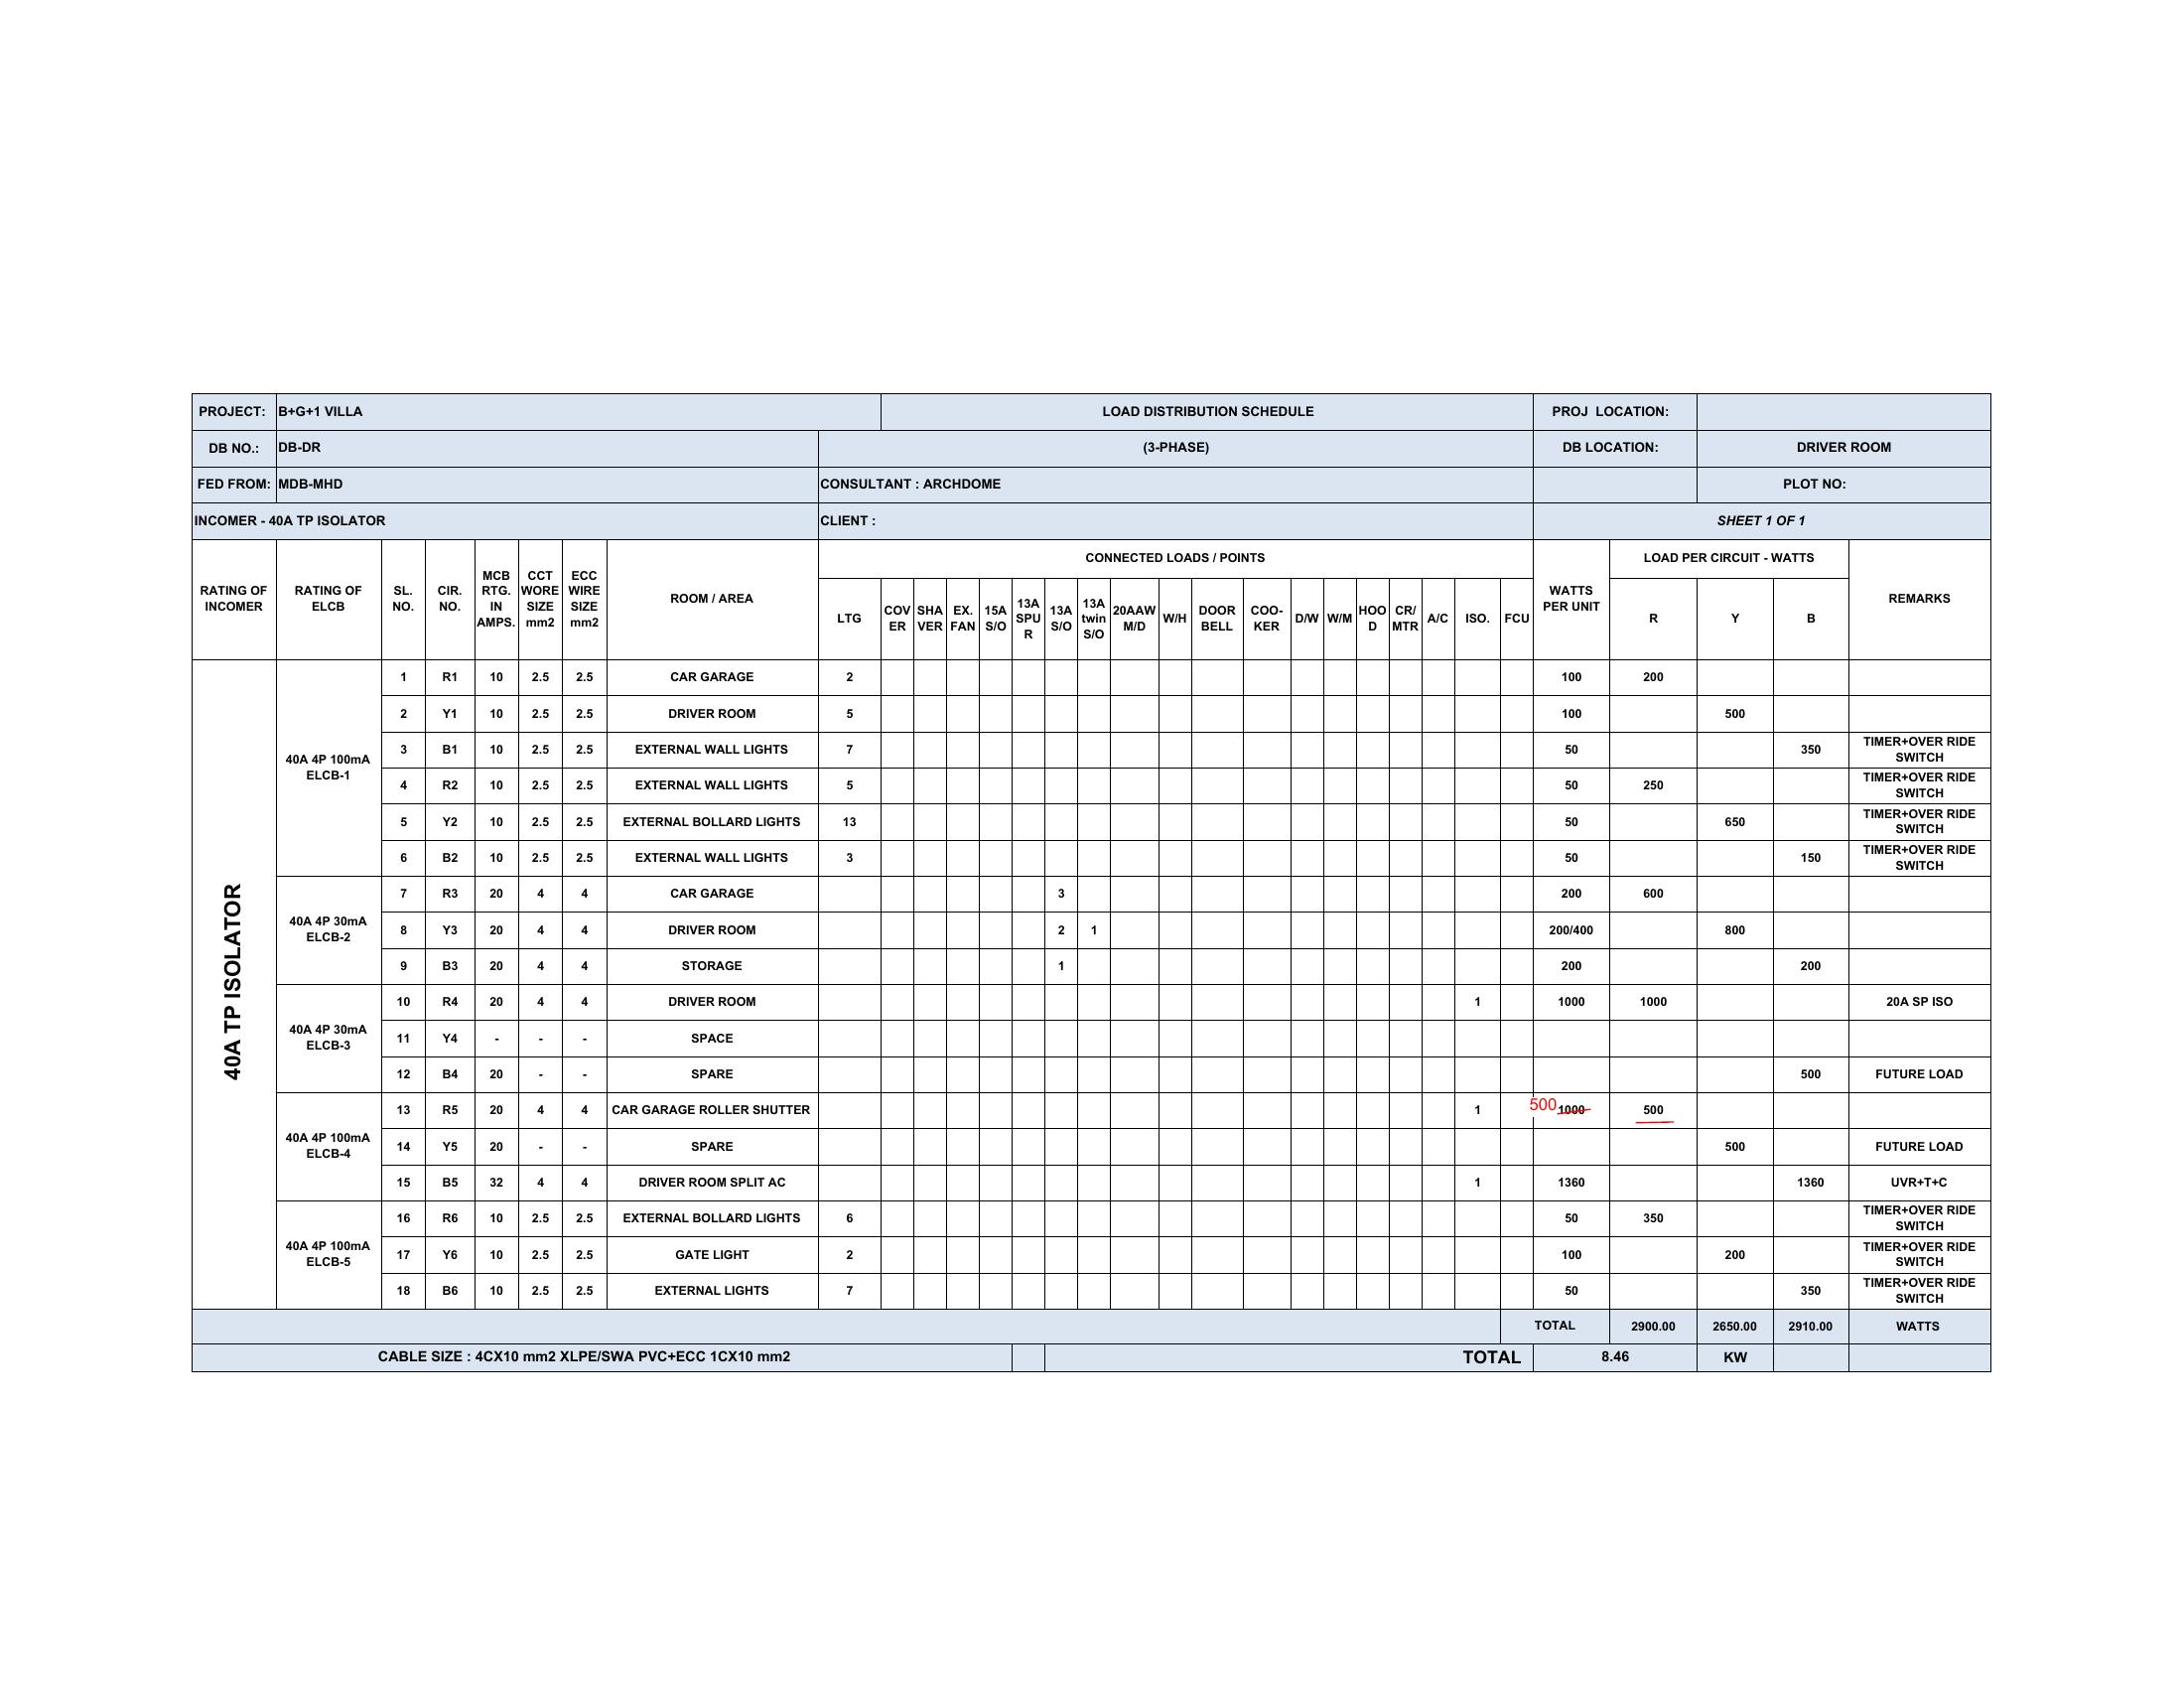 PROJECT: B+G+1 VILLA LOAD DISTRIBUTION SCHEDULE PROJ LOCATION:
DB NO.: DB-DR (3-PHASE) DB LOCATION: DRIVER ROOM
FED FROM: MDB-MHD CONSULTANT : ARCHDOME PLOT NO:
INCOMER - 40A TP ISOLATOR CLIENT : SHEET 1 OF 1
RATING OF INCOMER RATING OF ELCB SL. NO. CIR. NO. MCB RTG. IN AMPS. CCT WORE SIZE mm2 ECC WIRE SIZE mm2 ROOM / AREA CONNECTED LOADS / POINTS WATTS PER UNIT LOAD PER CIRCUIT - WATTS REMARKS
LTG COV ER SHA VER EX. FAN 15A S/O 13A SPU R 13A S/O 13A twin S/O 20AAW M/D W/H DOOR BELL COO- KER D/W W/M HOO D CR/ MTR A/C ISO. FCU R Y B
40A TP ISOLATOR
40A 4P 100mA ELCB-1
1 R1 10 2.5 2.5 CAR GARAGE 2 100 200
2 Y1 10 2.5 2.5 DRIVER ROOM 5 100 500
3 B1 10 2.5 2.5 EXTERNAL WALL LIGHTS 7 50 350 TIMER+OVER RIDE SWITCH
4 R2 10 2.5 2.5 EXTERNAL WALL LIGHTS 5 50 250 TIMER+OVER RIDE SWITCH
5 Y2 10 2.5 2.5 EXTERNAL BOLLARD LIGHTS 13 50 650 TIMER+OVER RIDE SWITCH
6 B2 10 2.5 2.5 EXTERNAL WALL LIGHTS 3 50 150 TIMER+OVER RIDE SWITCH
40A 4P 30mA ELCB-2
7 R3 20 4 4 CAR GARAGE 3 200 600
8 Y3 20 4 4 DRIVER ROOM 2 1 200/400 800
9 B3 20 4 4 STORAGE 1 200 200
40A 4P 30mA ELCB-3
10 R4 20 4 4 DRIVER ROOM 1 1000 1000 20A SP ISO
11 Y4 - - - SPACE
12 B4 20 - - SPARE 500 FUTURE LOAD
40A 4P 100mA ELCB-4
13 R5 20 4 4 CAR GARAGE ROLLER SHUTTER 1 500 1000 500
14 Y5 20 - - SPARE 500 FUTURE LOAD
15 B5 32 4 4 DRIVER ROOM SPLIT AC 1 1360 1360 UVR+T+C
40A 4P 100mA ELCB-5
16 R6 10 2.5 2.5 EXTERNAL BOLLARD LIGHTS 6 50 350 TIMER+OVER RIDE SWITCH
17 Y6 10 2.5 2.5 GATE LIGHT 2 100 200 TIMER+OVER RIDE SWITCH
18 B6 10 2.5 2.5 EXTERNAL LIGHTS 7 50 350 TIMER+OVER RIDE SWITCH
TOTAL 2900.00 2650.00 2910.00 WATTS
CABLE SIZE : 4CX10 mm2 XLPE/SWA PVC+ECC 1CX10 mm2 TOTAL 8.46 KW